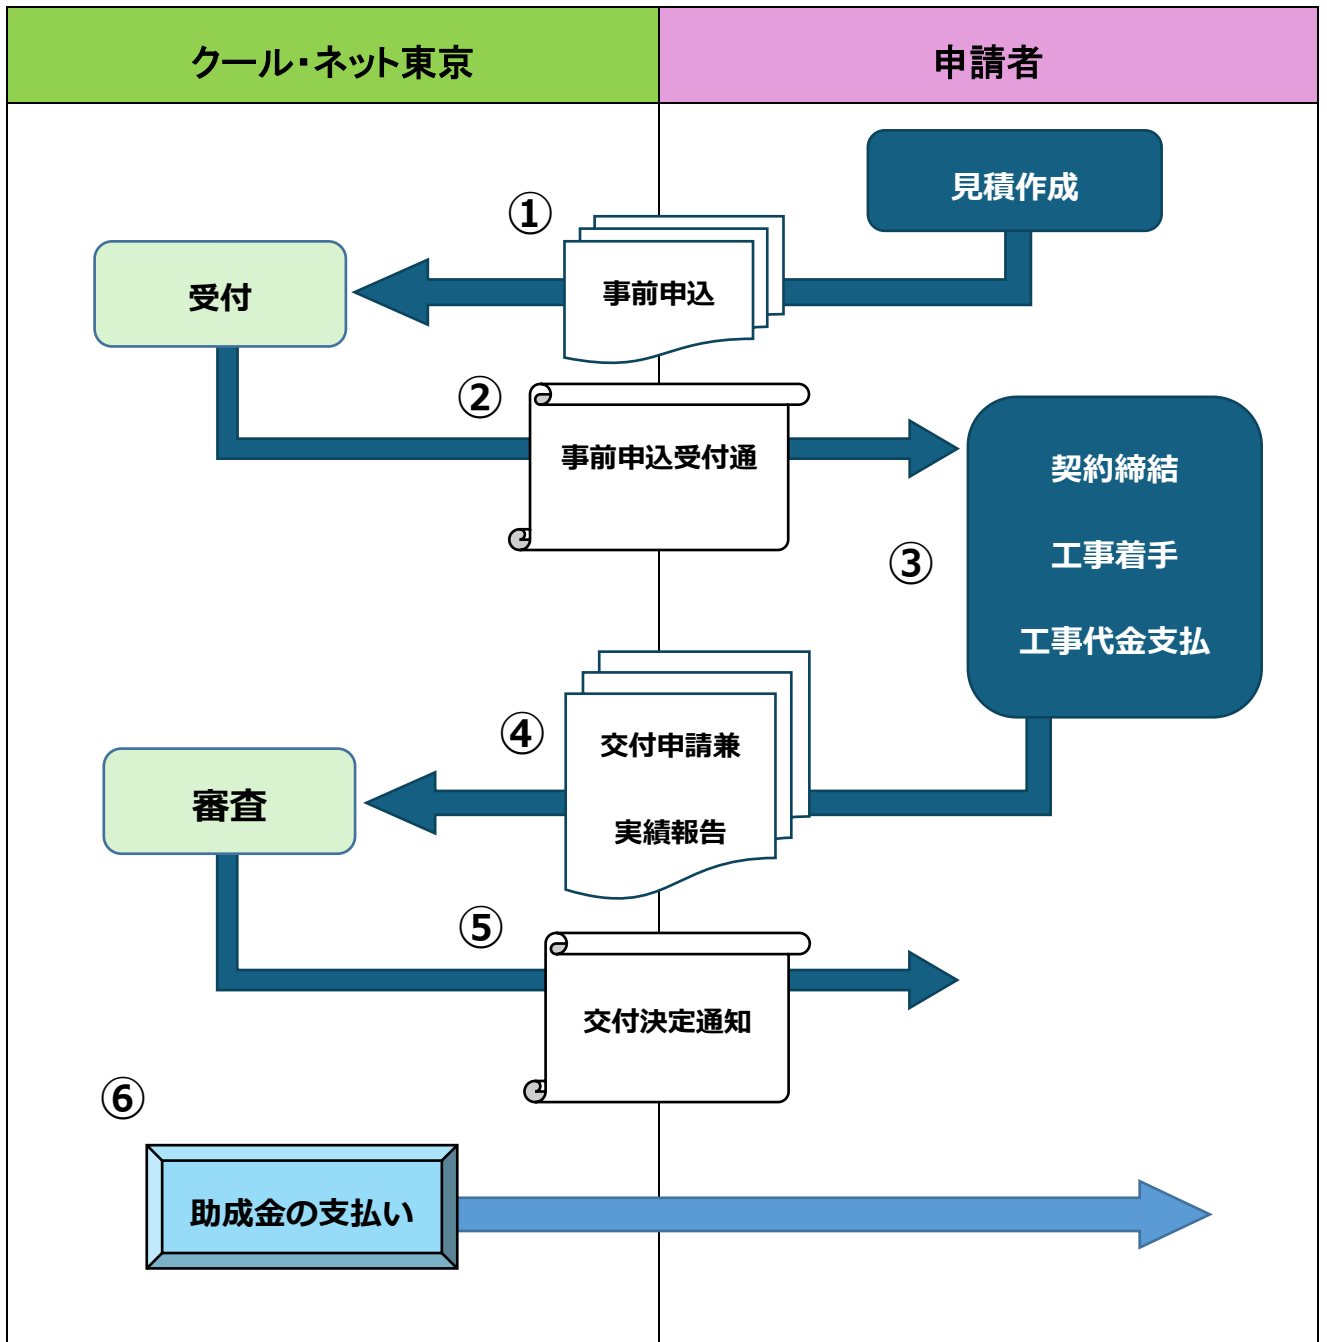 クール・ネット東京
申請者
見積作成
①
事前申込
受付
②
事前申込受付通
契約締結
③
工事着手
工事代金支払
④
交付申請兼
実績報告
審査
⑤
交付決定通知
⑥
助成金の支払い